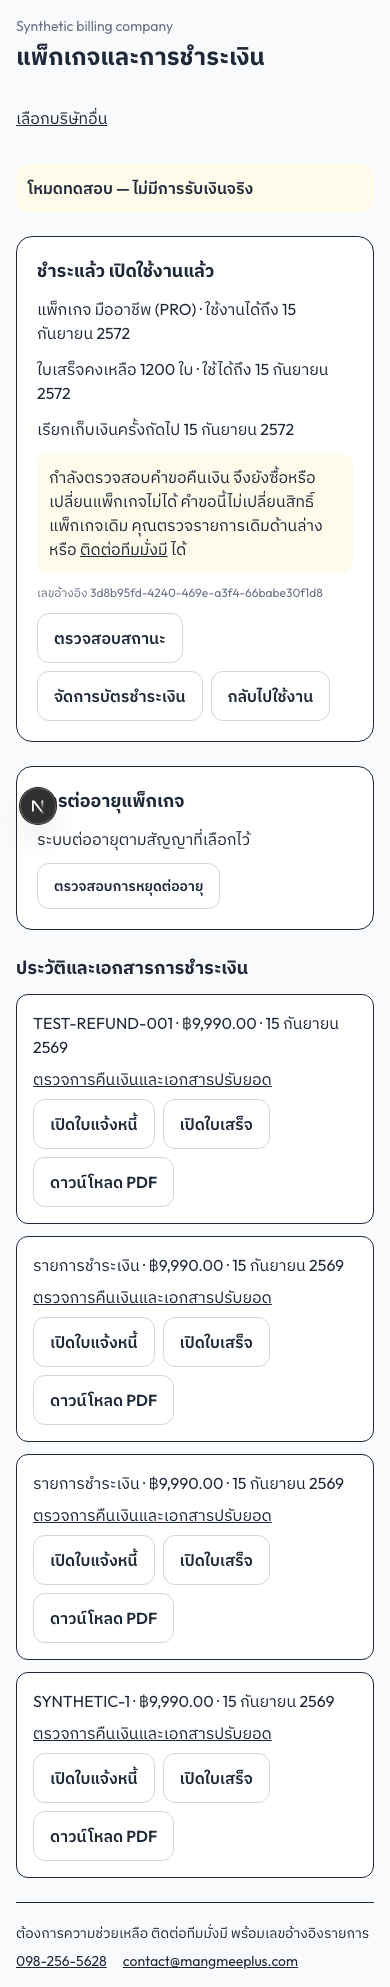 Synthetic billing company
แพ็กเกจและการชำระเงิน
เลือกบริษัทอื่น
โหมดทดสอบ — ไม่มีการรับเงินจริง
ชำระแล้ว เปิดใช้งานแล้ว
แพ็กเกจ มืออาชีพ (PRO) · ใช้งานได้ถึง 15
กันยายน 2572
ใบเสร็จคงเหลือ 1200 ใบ · ใช้ได้ถึง 15 กันยายน
2572
เรียกเก็บเงินครั้งถัดไป 15 กันยายน 2572
กำลังตรวจสอบคำขอคืนเงิน จึงยังซื้อหรือ
เปลี่ยนแพ็กเกจไม่ได้ คำขอนี้ไม่เปลี่ยนสิทธิ์
แพ็กเกจเดิม คุณตรวจรายการเดิมด้านล่าง
หรือ ติดต่อทีมมั่งมี ได้
เลขอ้างอิง 3d8b95fd-4240-469e-a3f4-66babe30f1d8
ตรวจสอบสถานะ
จัดการบัตรชำระเงิน กลับไปใช้งาน
N
รต่ออายุแพ็กเกจ
ระบบต่ออายุตามสัญญาที่เลือกไว้
ตรวจสอบการหยุดต่ออายุ
ประวัติและเอกสารการชำระเงิน
TEST-REFUND-001 · ฿9,990.00 · 15 กันยายน
2569
ตรวจการคืนเงินและเอกสารปรับยอด
เปิดใบแจ้งหนี้ เปิดใบเสร็จ
ดาวน์โหลด PDF
รายการชำระเงิน · ฿9,990.00 · 15 กันยายน 2569
ตรวจการคืนเงินและเอกสารปรับยอด
เปิดใบแจ้งหนี้ เปิดใบเสร็จ
ดาวน์โหลด PDF
รายการชำระเงิน · ฿9,990.00 · 15 กันยายน 2569
ตรวจการคืนเงินและเอกสารปรับยอด
เปิดใบแจ้งหนี้ เปิดใบเสร็จ
ดาวน์โหลด PDF
SYNTHETIC-1 · ฿9,990.00 · 15 กันยายน 2569
ตรวจการคืนเงินและเอกสารปรับยอด
เปิดใบแจ้งหนี้ เปิดใบเสร็จ
ดาวน์โหลด PDF
ต้องการความช่วยเหลือ ติดต่อทีมมั่งมี พร้อมเลขอ้างอิงรายการ
098-256-5628 contact@mangmeeplus.com